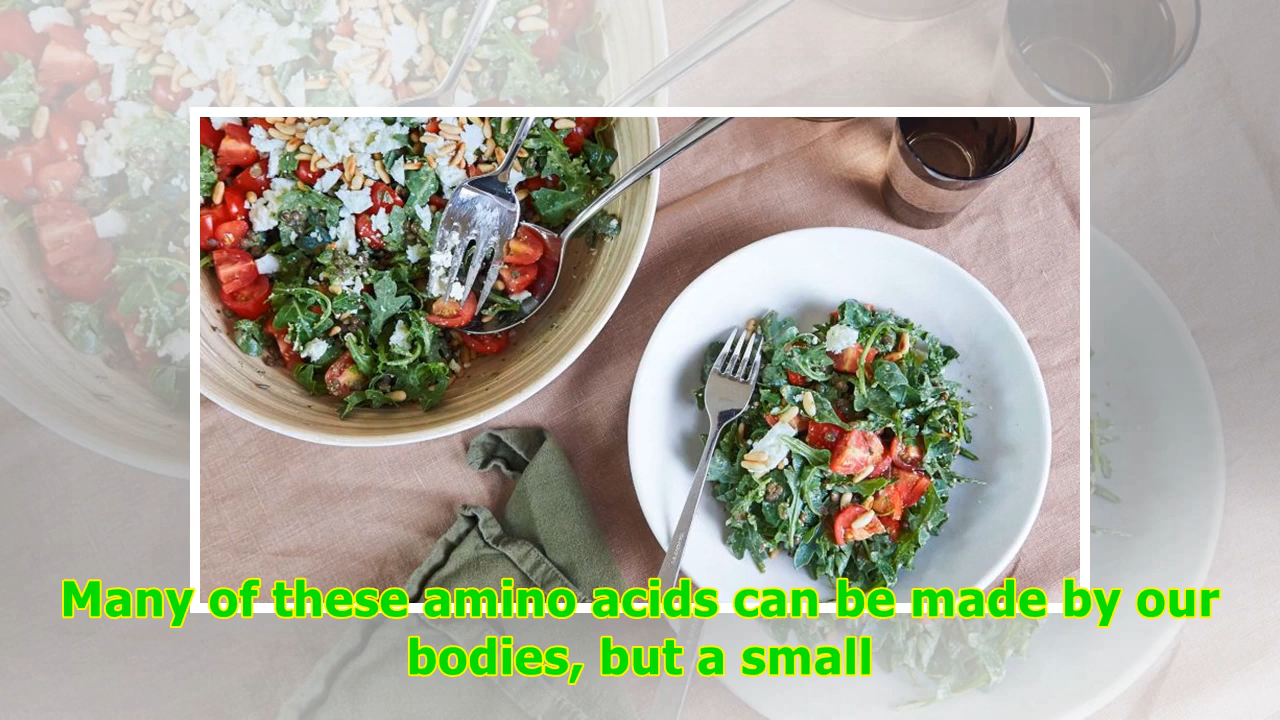 Many of these amino acids can be made by our
bodies, but a small